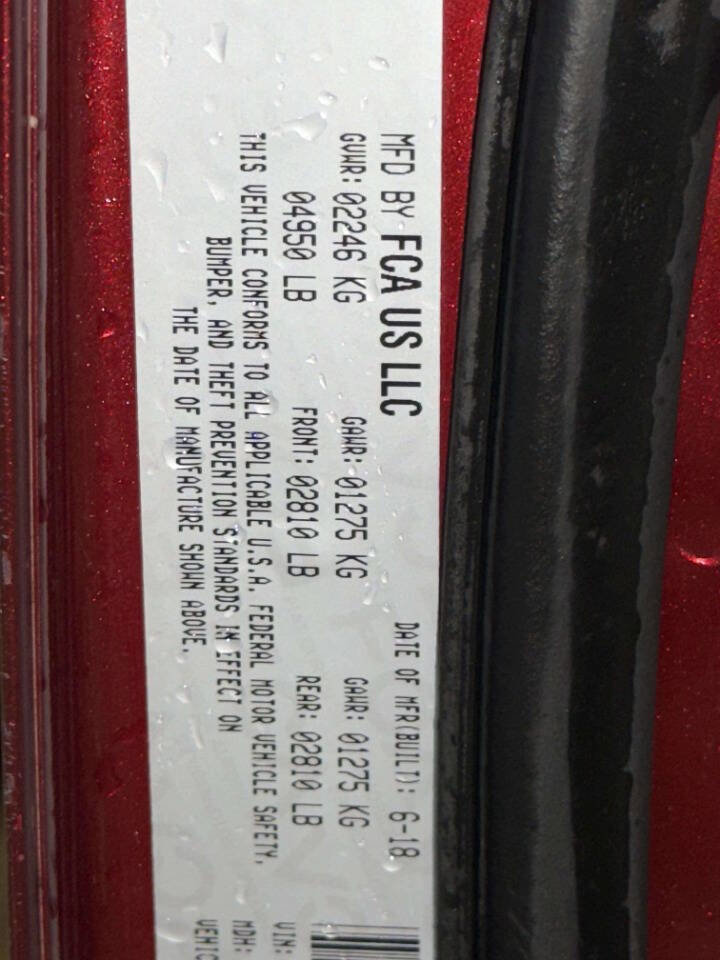 MFD BY FCA US LLC DATE OF MFR(BUILT): 6-18
GVWR: 02246 KG GAWR: 01275 KG GAWR: 01275 KG
04950 LB FRONT: 02810 LB REAR: 02810 LB
THIS VEHICLE CONFORMS TO ALL APPLICABLE U.S.A. FEDERAL MOTOR VEHICLE SAFETY,
BUMPER, AND THEFT PREVENTION STANDARDS IN EFFECT ON
THE DATE OF MANUFACTURE SHOWN ABOVE.
VIN:
MDH:
VEHIC